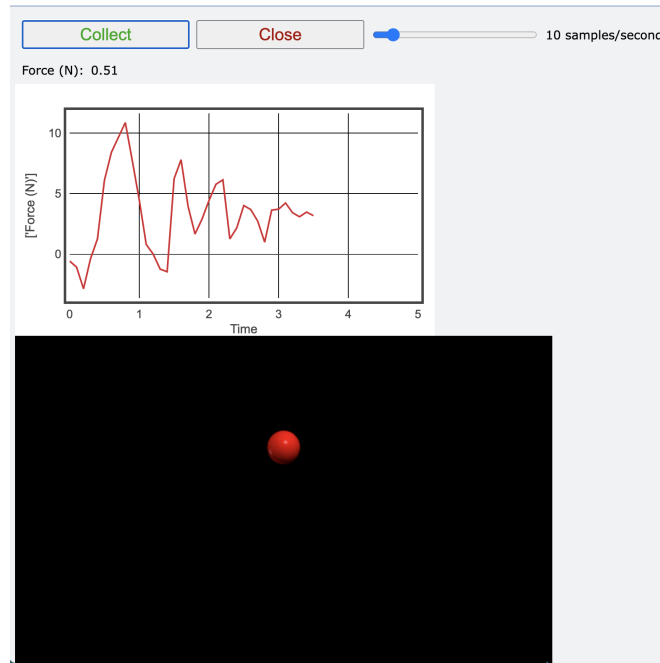 Collect Close 10 samples/second
Force (N): 0.51
10
5
0
['Force (N)']
0 1 2 3 4 5
Time